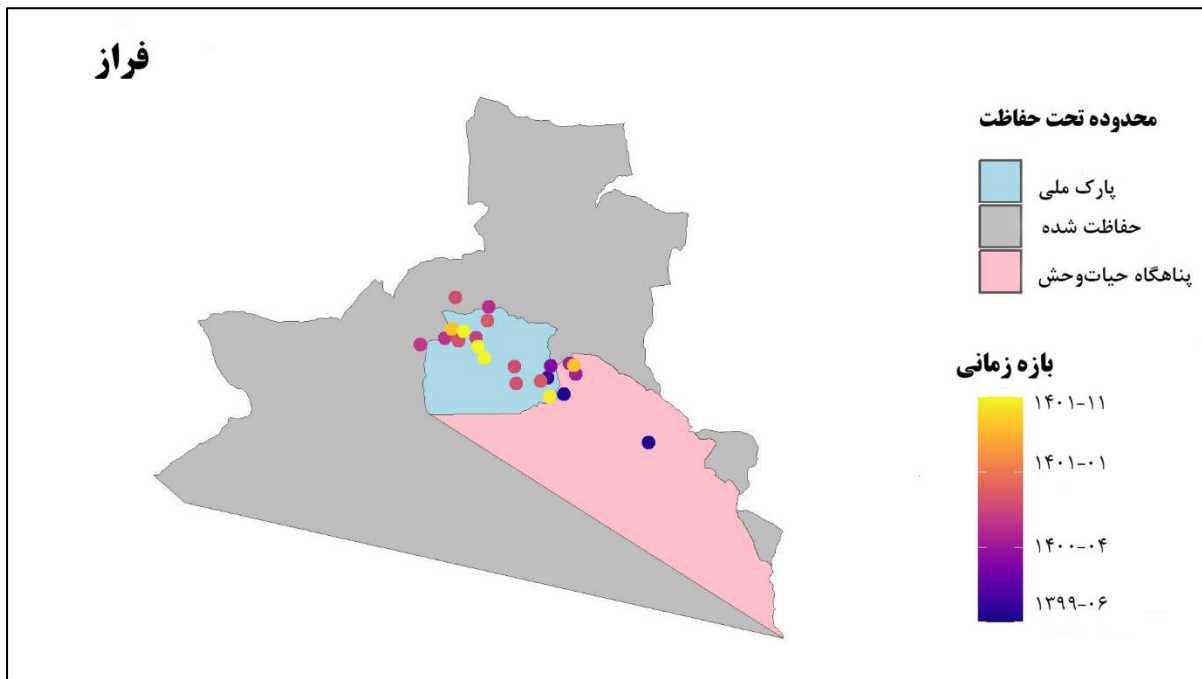 فراز
محدوده تحت حفاظت
پارک ملی
حفاظت شده
پناهگاه حیات‌وحش
بازه زمانی
۱۴۰۱-۱۱
۱۴۰۱-۰۱
۱۴۰۰-۰۴
۱۳۹۹-۰۶